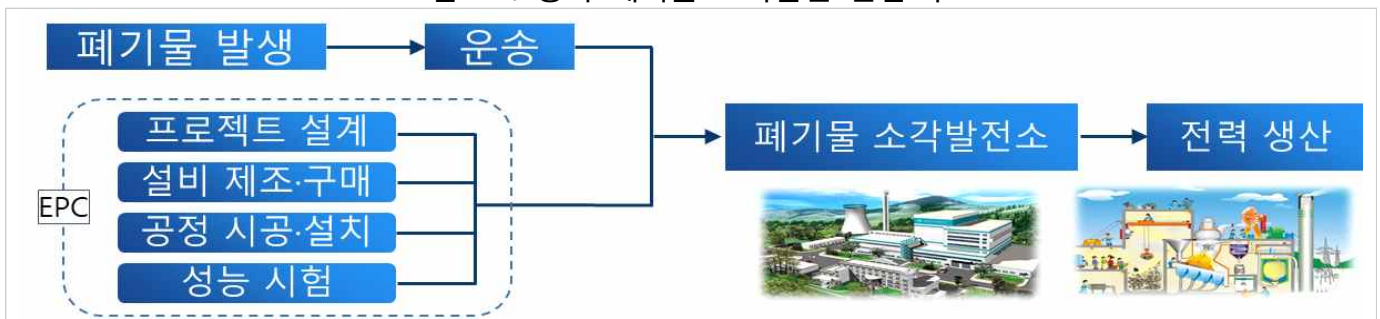 폐기물 발생
운송
프로젝트 설계
설비 제조·구매
공정 시공·설치
성능 시험
EPC
폐기물 소각발전소
전력 생산